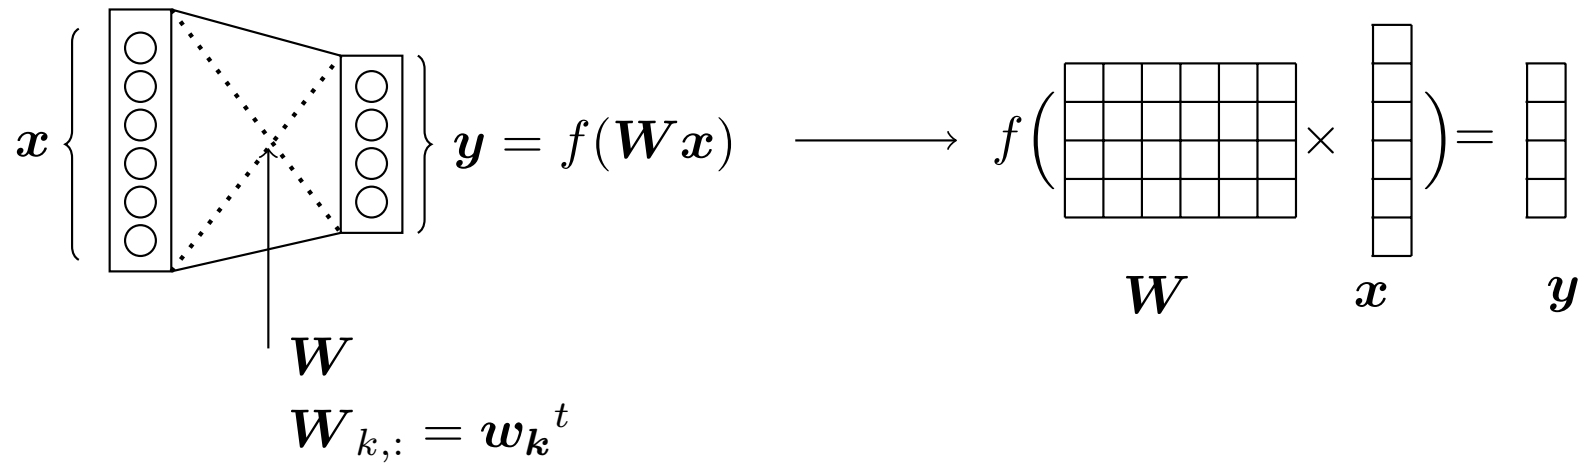 x { } y = f(Wx) ⟶ f( × ) =
W x y
W
W_{k,:} = w_k^t